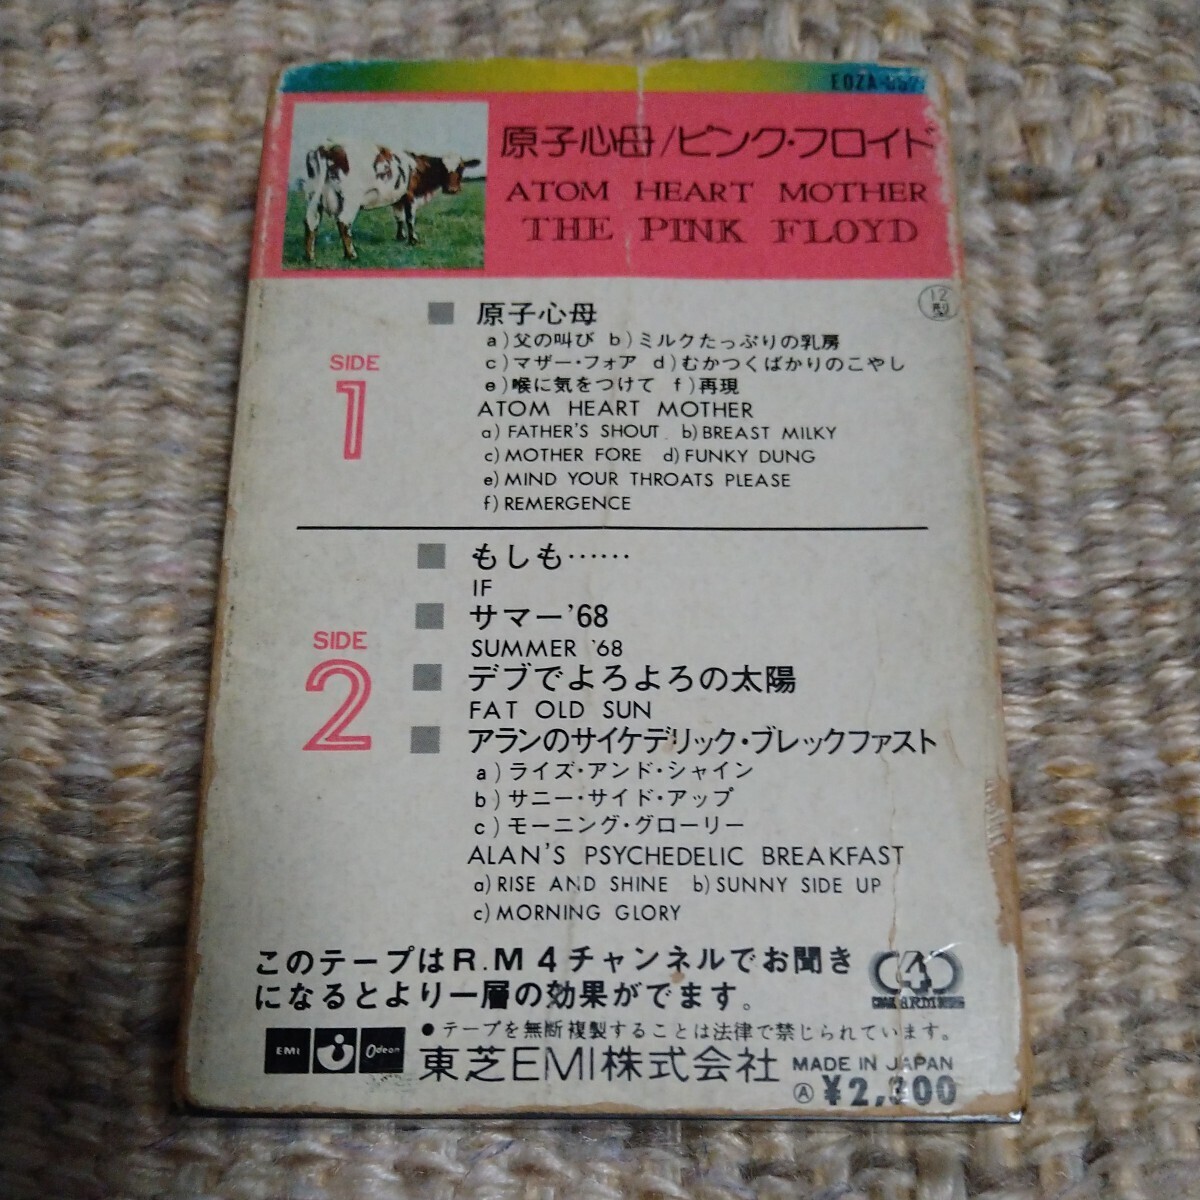 原子心母/ピンク・フロイド
ATOM HEART MOTHER
THE PINK FLOYD
12
SIDE
1
原子心母
a)父の叫び b)ミルクたっぷりの乳房
c)マザー・フォア d)むかつくばかりのこやし
e)喉に気をつけて f)再現
ATOM HEART MOTHER
a) FATHER'S SHOUT b) BREAST MILKY
c) MOTHER FORE d) FUNKY DUNG
e) MIND YOUR THROATS PLEASE
f) REMERGENCE
SIDE
2
もしも……
IF
サマー'68
SUMMER '68
デブでよろよろの太陽
FAT OLD SUN
アランのサイケデリック・ブレックファスト
a)ライズ・アンド・シャイン
b)サニー・サイド・アップ
c)モーニング・グローリー
ALAN'S PSYCHEDELIC BREAKFAST
a) RISE AND SHINE b) SUNNY SIDE UP
c) MORNING GLORY
このテープはR.M4チャンネルでお聞き
になるとより一層の効果がでます。
4
●テープを無断複製することは法律で禁じられています。
EMI Odeon
東芝EMI株式会社 MADE IN JAPAN
Ⓐ ¥2,300